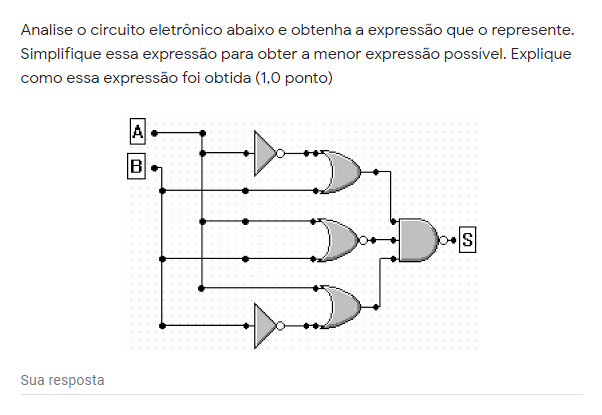 Analise o circuito eletrônico abaixo e obtenha a expressão que o represente.
Simplifique essa expressão para obter a menor expressão possível. Explique
como essa expressão foi obtida (1,0 ponto)
A
B
S
Sua resposta